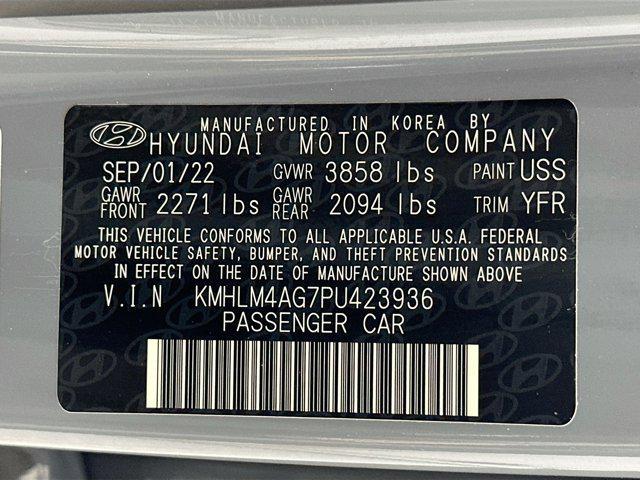 MANUFACTURED IN KOREA BY
HYUNDAI MOTOR COMPANY
SEP/01/22 GVWR 3858 lbs PAINT USS
GAWR FRONT 2271 lbs GAWR REAR 2094 lbs TRIM YFR
THIS VEHICLE CONFORMS TO ALL APPLICABLE U.S.A. FEDERAL
MOTOR VEHICLE SAFETY, BUMPER, AND THEFT PREVENTION STANDARDS
IN EFFECT ON THE DATE OF MANUFACTURE SHOWN ABOVE
V.I.N KMHLM4AG7PU423936
PASSENGER CAR